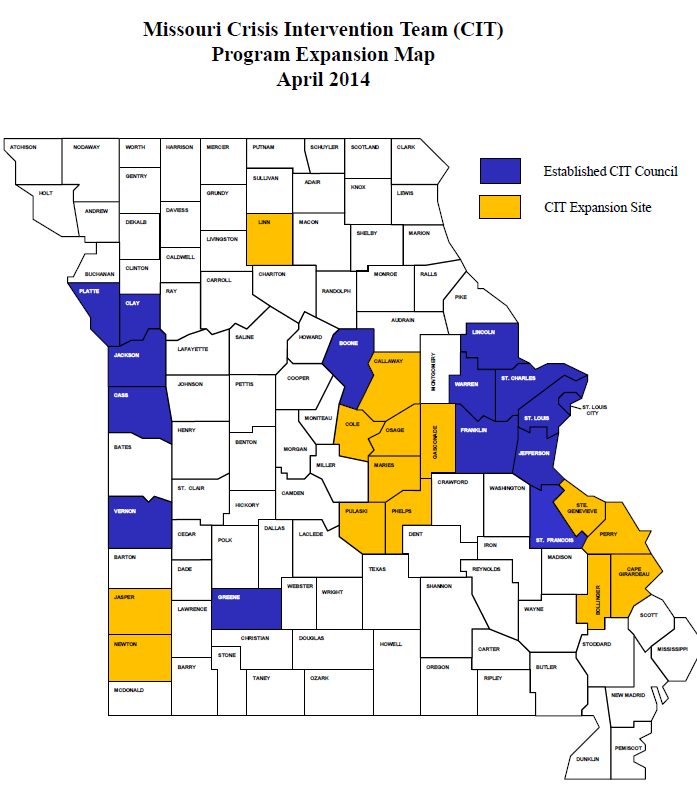 Missouri Crisis Intervention Team (CIT)
Program Expansion Map
April 2014
Established CIT Council
CIT Expansion Site
ATCHISON
NODAWAY
WORTH
HARRISON
MERCER
PUTNAM
SCHUYLER
SCOTLAND
CLARK
GENTRY
SULLIVAN
ADAIR
KNOX
LEWIS
HOLT
GRUNDY
ANDREW
DEKALB
DAVIESS
LINN
MACON
SHELBY
MARION
LIVINGSTON
CALDWELL
BUCHANAN
CLINTON
CHARITON
MONROE
RALLS
CARROLL
PLATTE
RAY
RANDOLPH
PIKE
CLAY
AUDRAIN
LINCOLN
SALINE
HOWARD
BOONE
JACKSON
LAFAYETTE
CALLAWAY
MONTGOMERY
COOPER
ST. CHARLES
JOHNSON
PETTIS
WARREN
CASS
ST. LOUIS
CITY
ST. LOUIS
MONITEAU
COLE
OSAGE
GASCONADE
FRANKLIN
HENRY
BENTON
BATES
MORGAN
JEFFERSON
MILLER
MARIES
CRAWFORD
WASHINGTON
ST. CLAIR
CAMDEN
HICKORY
STE.
GENEVIEVE
VERNON
PULASKI
PHELPS
DALLAS
CEDAR
POLK
LACLEDE
DENT
PERRY
ST. FRANCOIS
IRON
BARTON
MADISON
DADE
TEXAS
REYNOLDS
CAPE
GIRARDEAU
WEBSTER
WRIGHT
SHANNON
JASPER
GREENE
BOLLINGER
LAWRENCE
WAYNE
SCOTT
CHRISTIAN
DOUGLAS
NEWTON
HOWELL
STODDARD
CARTER
MISSISSIPPI
STONE
BARRY
OREGON
BUTLER
TANEY
OZARK
RIPLEY
MCDONALD
NEW MADRID
PEMISCOT
DUNKLIN